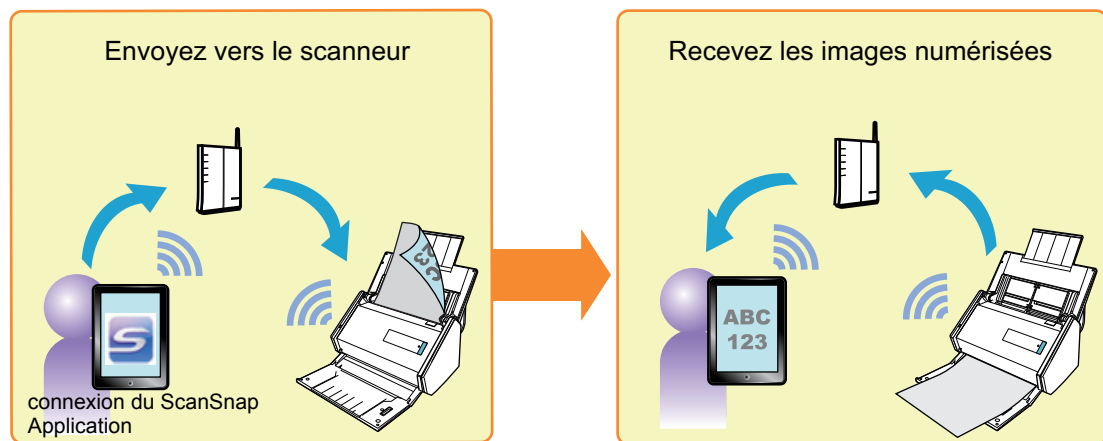 Envoyez vers le scanneur
Recevez les images numérisées
S
ABC
123
connexion du ScanSnap
Application